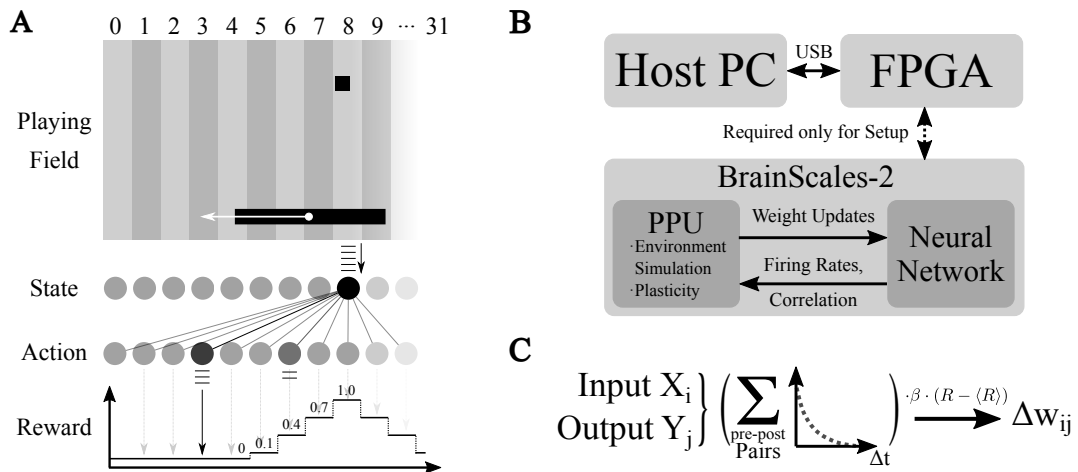 A
0 1 2 3 4 5 6 7 8 9 ... 31
Playing
Field
State
Action
Reward
0 0.1 0.4 0.7 1.0
B
Host PC
USB
FPGA
Required only for Setup
BrainScales-2
PPU
·Environment
Simulation
·Plasticity
Weight Updates
Firing Rates,
Correlation
Neural
Network
C
Input Xᵢ
Output Yⱼ
} ( ∑
pre-post
Pairs
Δt
) ·β·(R − ⟨R⟩)
Δwᵢⱼ